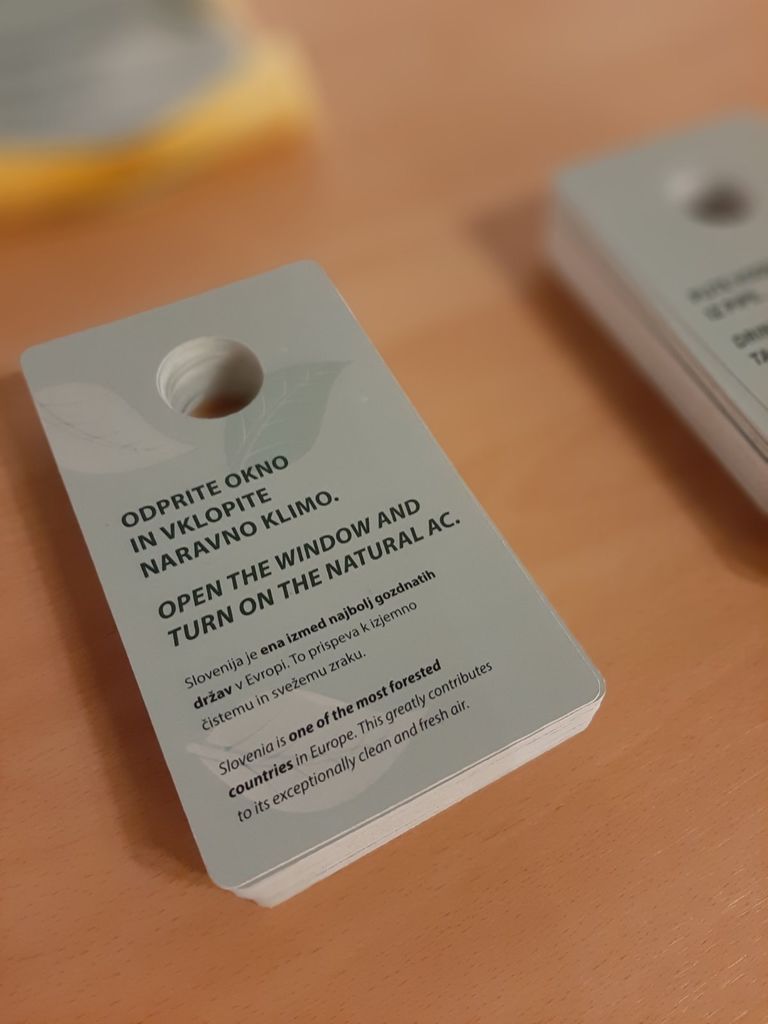 ODPRITE OKNO
IN VKLOPITE
NARAVNO KLIMO.
OPEN THE WINDOW AND
TURN ON THE NATURAL AC.
Slovenija je ena izmed najbolj gozdnatih
držav v Evropi. To prispeva k izjemno
čistemu in svežemu zraku.
Slovenia is one of the most forested
countries in Europe. This greatly contributes
to its exceptionally clean and fresh air.
IZ PIPE.